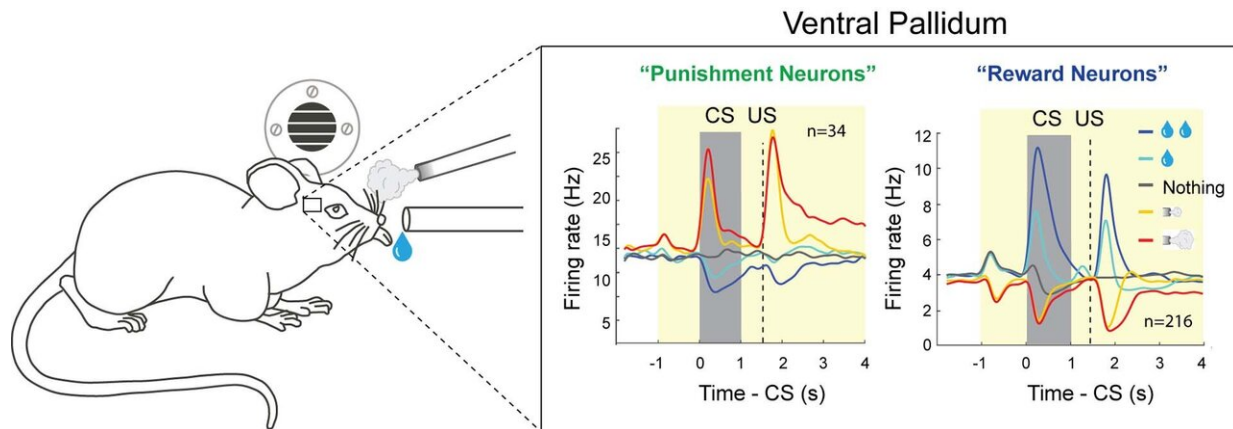 Ventral Pallidum
“Punishment Neurons”
CS US
n=34
Firing rate (Hz)
25
20
15
10
5
-1 0 1 2 3 4
Time - CS (s)
“Reward Neurons”
CS US
Nothing
n=216
Firing rate (Hz)
12
10
8
6
4
2
0
-1 0 1 2 3 4
Time - CS (s)